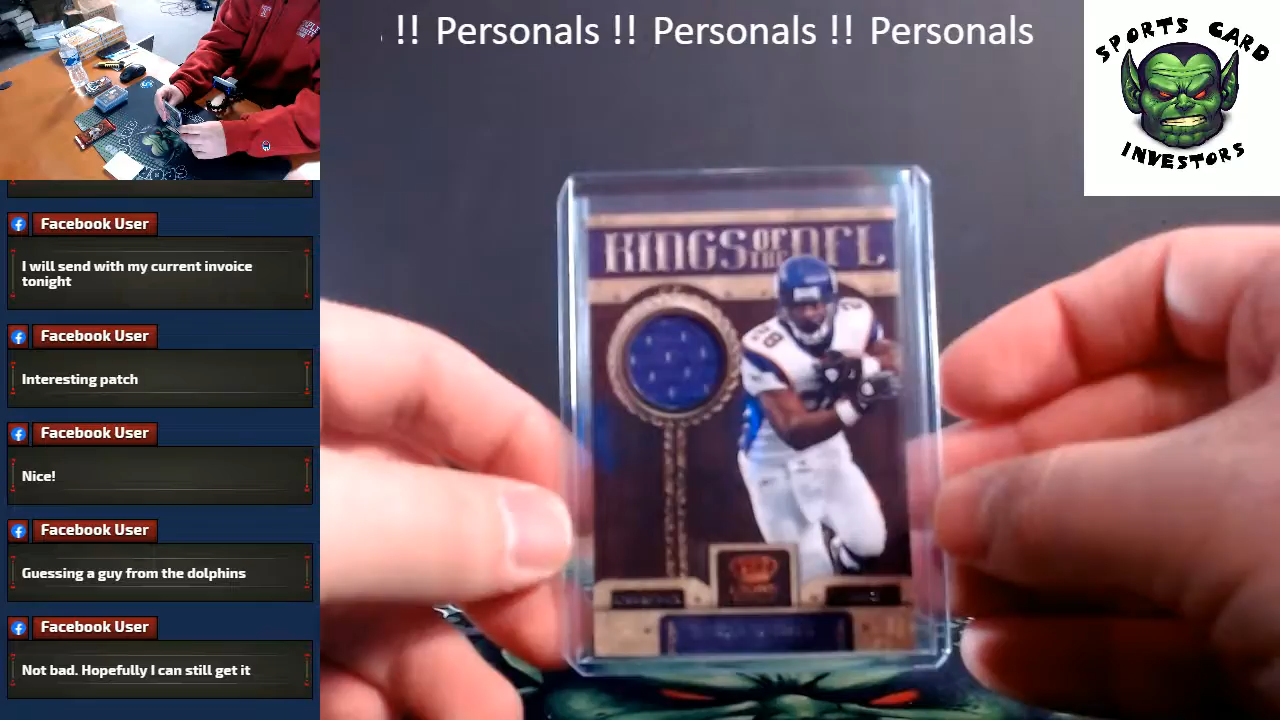 !! Personals !! Personals !! Personals
SPORTS CARD
INVESTORS
Facebook User
I will send with my current invoice
tonight
Facebook User
Interesting patch
Facebook User
Nice!
Facebook User
Guessing a guy from the dolphins
Facebook User
Not bad. Hopefully I can still get it
KINGS OF THE NFL
28